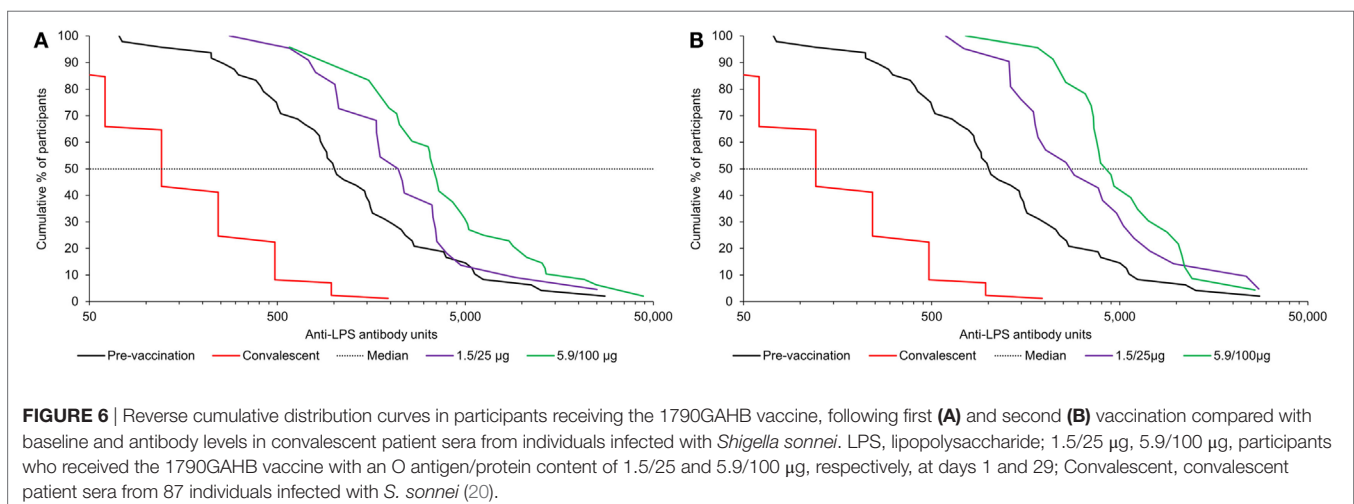 A
100
90
80
70
60
50
40
30
20
10
0
Cumulative % of participants
50
500
5,000
50,000
Anti-LPS antibody units
Pre-vaccination Convalescent Median 1.5/25 µg 5.9/100 µg
B
100
90
80
70
60
50
40
30
20
10
0
Cumulative % of participants
50
500
5,000
50,000
Anti-LPS antibody units
Pre-vaccination Convalescent Median 1.5/25µg 5.9/100µg
FIGURE 6 | Reverse cumulative distribution curves in participants receiving the 1790GAHB vaccine, following first (A) and second (B) vaccination compared with
baseline and antibody levels in convalescent patient sera from individuals infected with Shigella sonnei. LPS, lipopolysaccharide; 1.5/25 µg, 5.9/100 µg, participants
who received the 1790GAHB vaccine with an O antigen/protein content of 1.5/25 and 5.9/100 µg, respectively, at days 1 and 29; Convalescent, convalescent
patient sera from 87 individuals infected with S. sonnei (20).